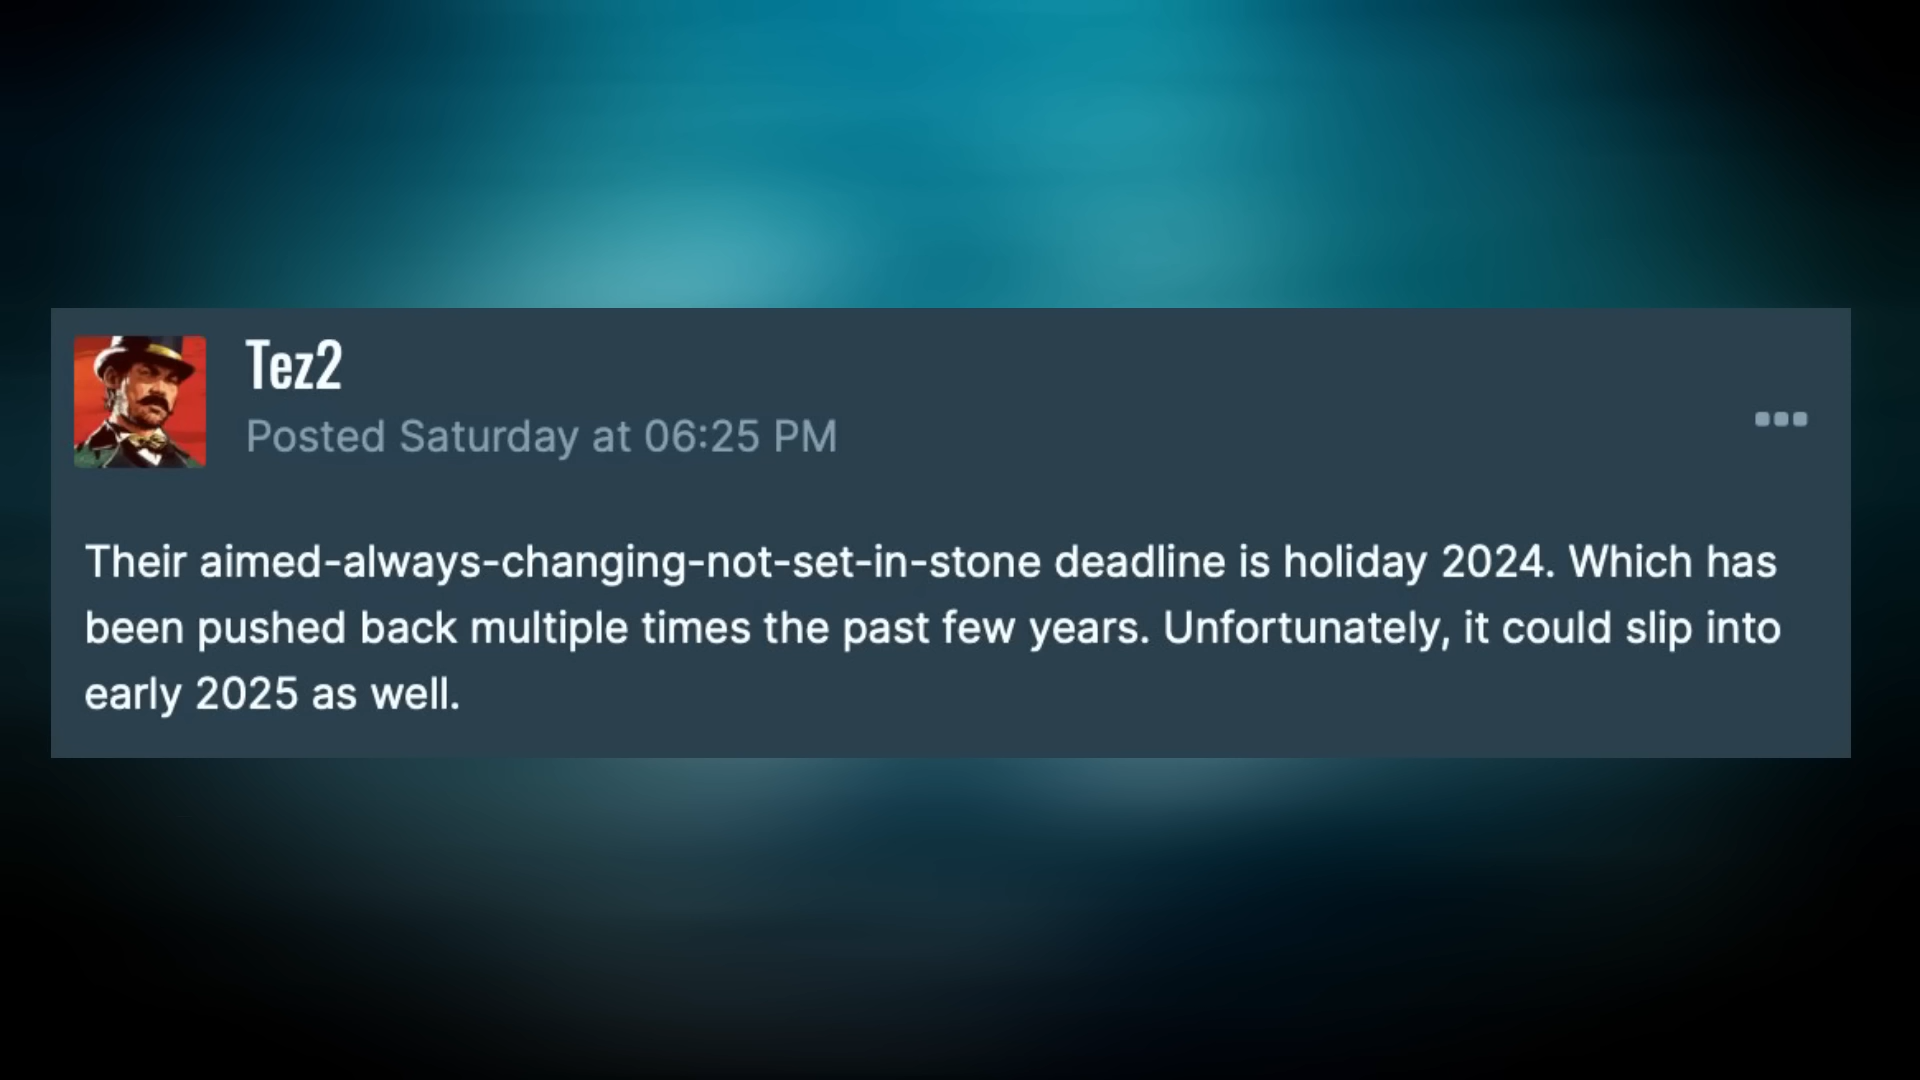 Tez2
Posted Saturday at 06:25 PM
Their aimed-always-changing-not-set-in-stone deadline is holiday 2024. Which has
been pushed back multiple times the past few years. Unfortunately, it could slip into
early 2025 as well.